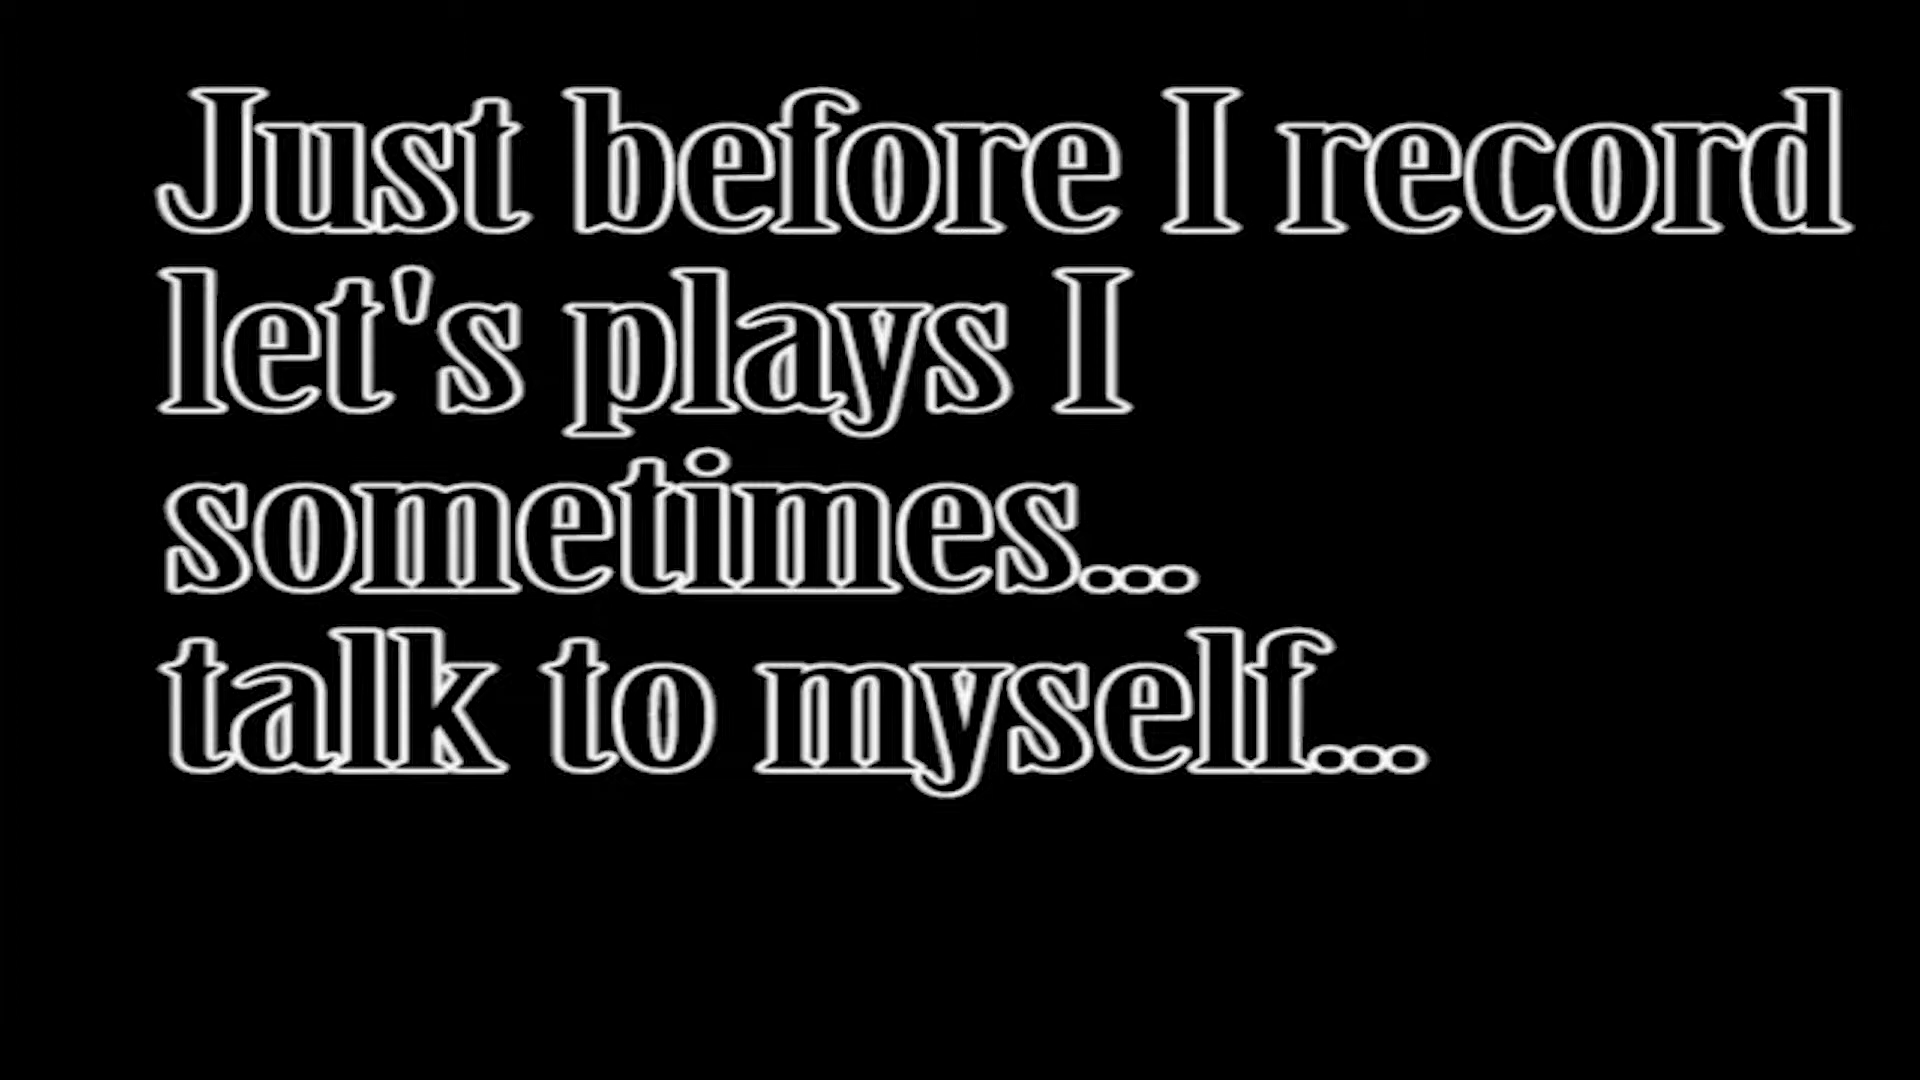 Just before I record
let's plays I
sometimes...
talk to myself...